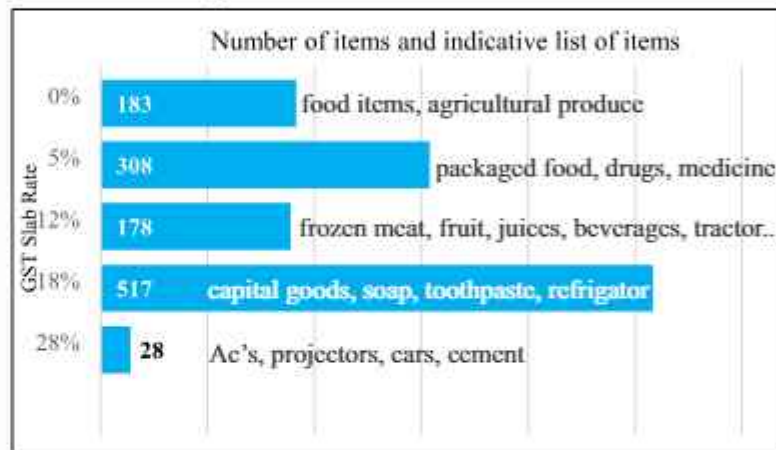 Number of items and indicative list of items
GST Slab Rate
0% 183 food items, agricultural produce
5% 308 packaged food, drugs, medicine
12% 178 frozen meat, fruit, juices, beverages, tractor..
18% 517 capital goods, soap, toothpaste, refrigator
28% 28 Ac's, projectors, cars, cement